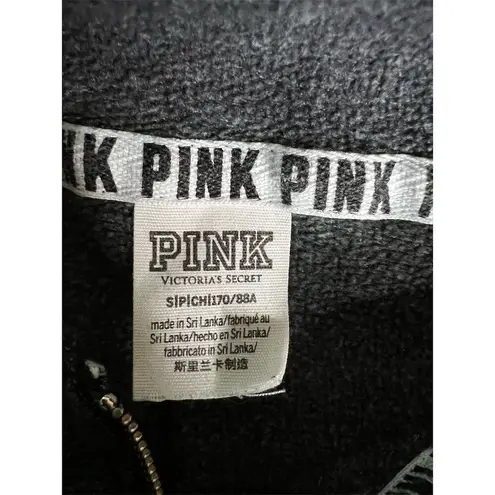 NK PINK PINK
PINK
VICTORIA'S SECRET
S|P|CH|170/88A
made in Sri Lanka/fabriqué au
Sri Lanka/hecho en Sri Lanka/
fabbricato in Sri Lanka/
斯里兰卡制造